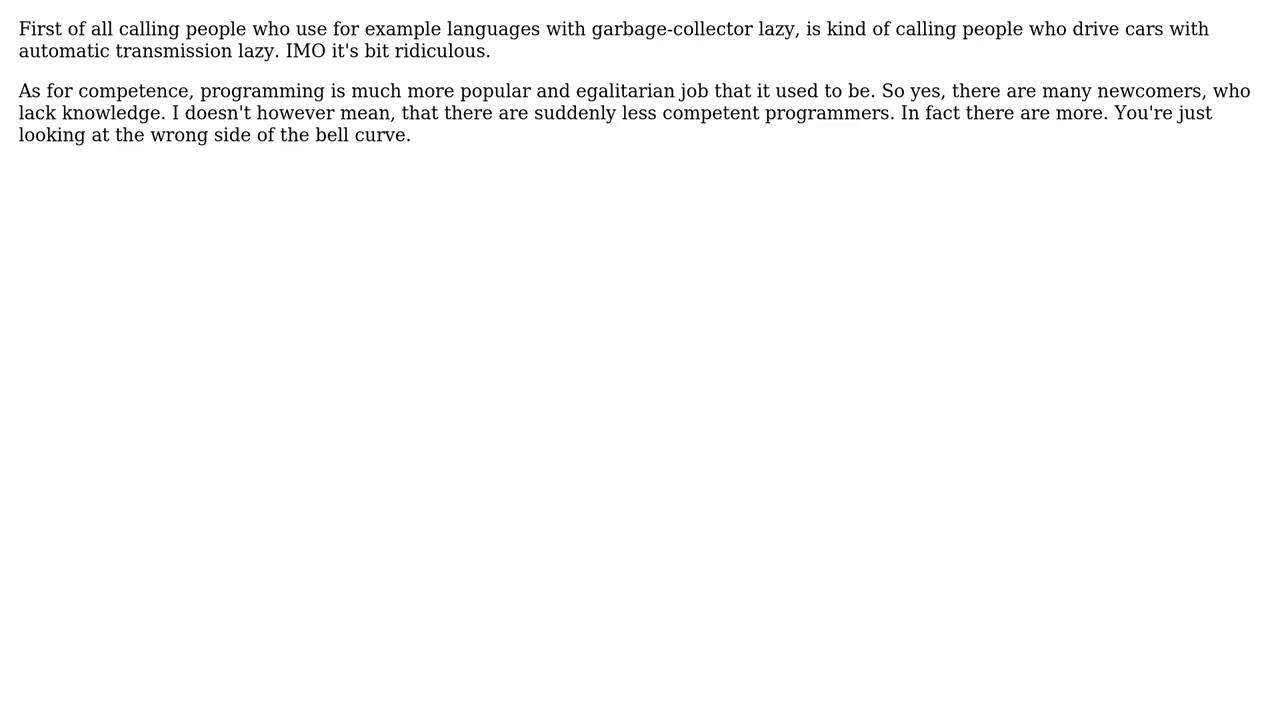 First of all calling people who use for example languages with garbage-collector lazy, is kind of calling people who drive cars with
automatic transmission lazy. IMO it's bit ridiculous.
As for competence, programming is much more popular and egalitarian job that it used to be. So yes, there are many newcomers, who
lack knowledge. I doesn't however mean, that there are suddenly less competent programmers. In fact there are more. You're just
looking at the wrong side of the bell curve.